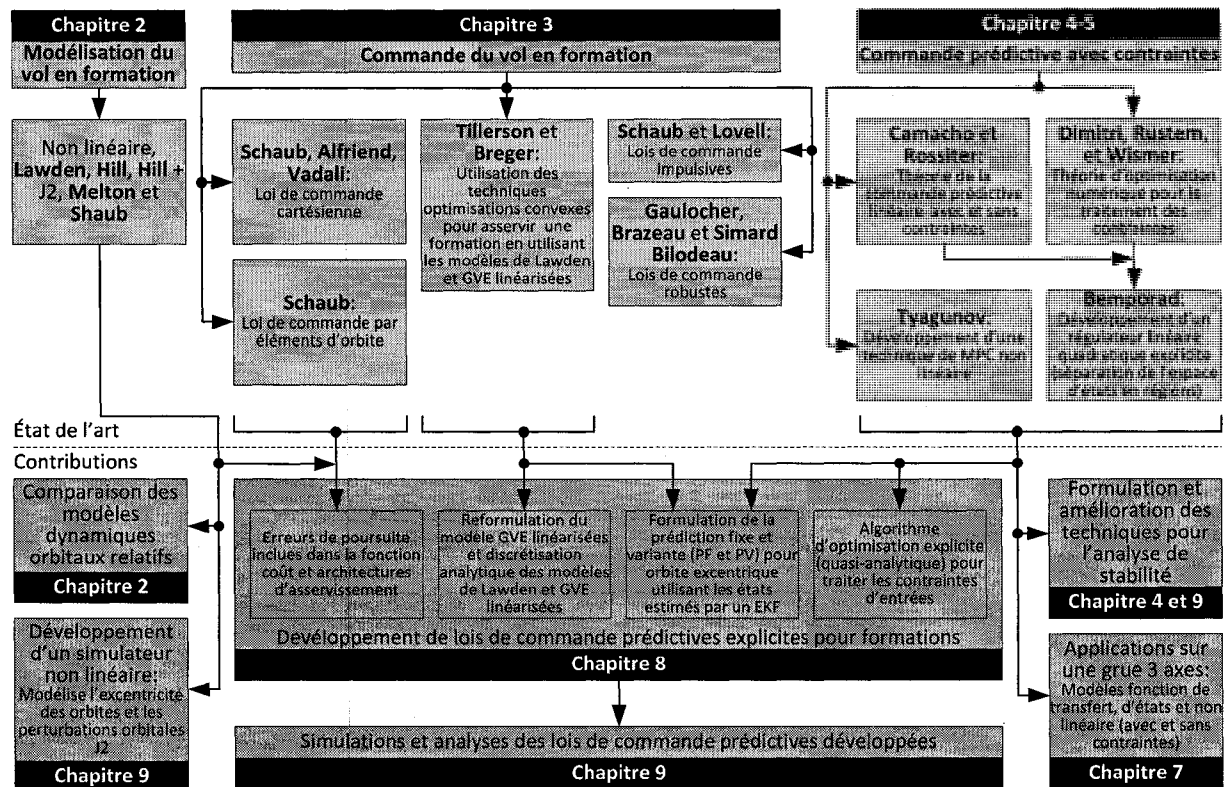 Chapitre 2
Modélisation du
vol en formation
Non linéaire,
Lawden, Hill, Hill +
J2, Melton et
Shaub
Chapitre 3
Commande du vol en formation
Schaub, Alfriend,
Vadali:
Loi de commande
cartésienne
Schaub:
Loi de commande par
éléments d'orbite
Tillerson et
Breger:
Utilisation des
techniques
optimisations convexes
pour asservir une
formation en utilisant
les modèles de Lawden
et GVE linéarisées
Schaub et Lovell:
Lois de commande
impulsives
Gaulocher,
Brazeau et Simard
Bilodeau:
Lois de commande
robustes
Chapitre 4-5
Commande prédictive avec contraintes
Camacho et
Rossiter:
Théorie de la
commande prédictive
linéaire avec et sans
contraintes
Dimitri, Rustem,
et Wismer:
Théorie d'optimisation
numérique pour le
traitement des
contraintes
Tyagunov:
Développement d'une
technique de MPC non
linéaire
Bemporad:
Développement d'un
régulateur linéaire
quadratique explicite
(séparation de l'espace
d'états en régions)
État de l'art
Contributions
Comparaison des
modèles
dynamiques
orbitaux relatifs
Chapitre 2
Développement
d'un simulateur
non linéaire:
Modélise l'excentricité
des orbites et les
perturbations orbitales
J2
Chapitre 9
Erreurs de poursuite
inclues dans la fonction
coût et architectures
d'asservissement
Reformulation du
modèle GVE linéarisées
et discrétisation
analytique des modèles
de Lawden et GVE
linéarisées
Formulation de la
prédiction fixe et
variante (PF et PV) pour
orbite excentrique
utilisant les états
estimés par un EKF
Algorithme
d'optimisation explicite
(quasi-analytique) pour
traiter les contraintes
d'entrées
Développement de lois de commande prédictives explicites pour formations
Chapitre 8
Simulations et analyses des lois de commande prédictives développées
Chapitre 9
Formulation et
amélioration des
techniques pour
l'analyse de
stabilité
Chapitre 4 et 9
Applications sur
une grue 3 axes:
Modèles fonction de
transfert, d'états et non
linéaire (avec et sans
contraintes)
Chapitre 7